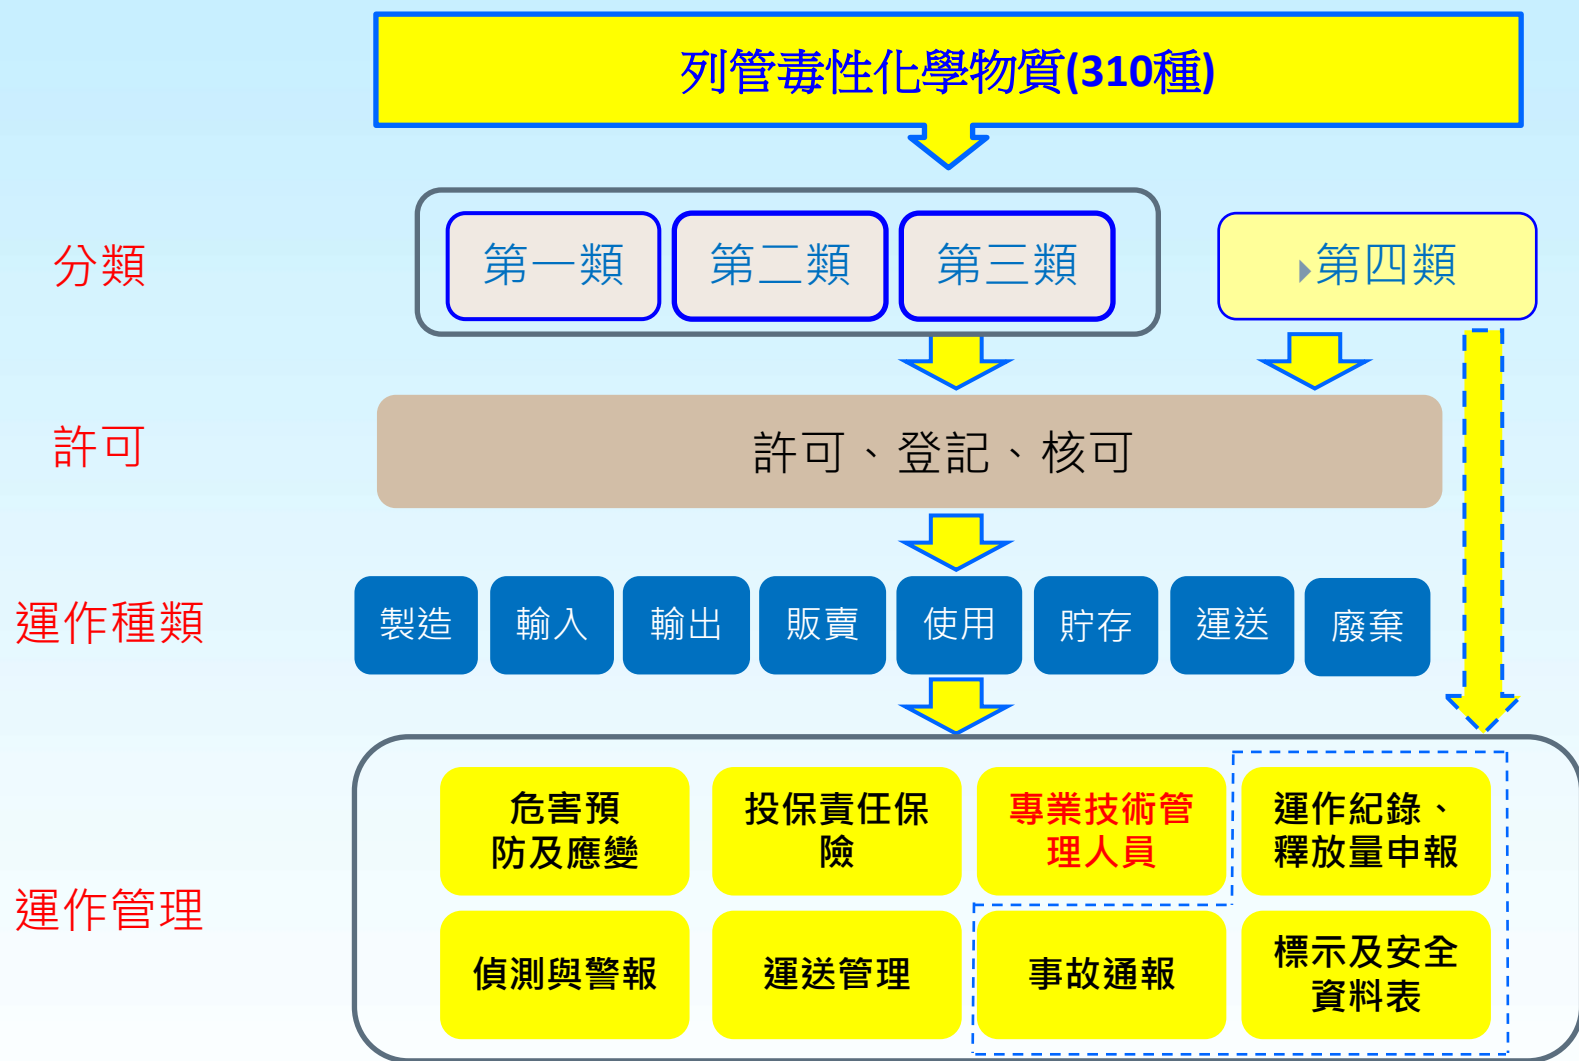 列管毒性化學物質(310種)
分類
第一類
第二類
第三類
第四類
許可
許可、登記、核可
運作種類
製造
輸入
輸出
販賣
使用
貯存
運送
廢棄
運作管理
危害預
防及應變
投保責任保
險
專業技術管
理人員
運作紀錄、
釋放量申報
偵測與警報
運送管理
事故通報
標示及安全
資料表